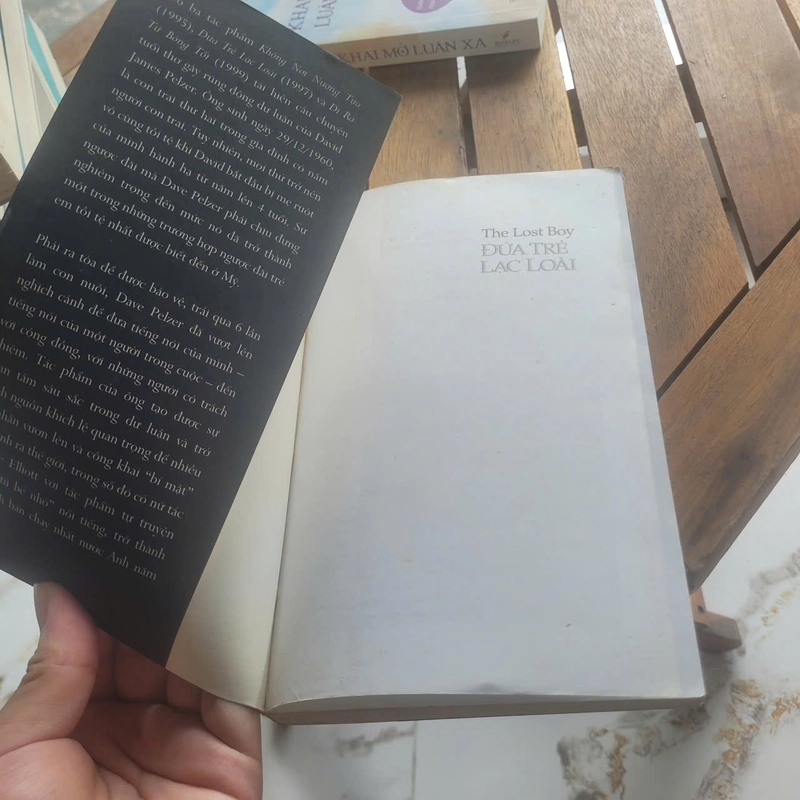 KHAI
LUÂN
KHAI MỞ LUÂN XA
ba tác phẩm Không Nơi Nương Tựa
(1995), Đứa Trẻ Lạc Loài (1997) và Đi Ra
Từ Bóng Tối (1999) tái hiện câu chuyện
tuổi thơ gây rúng động dư luận của David
James Pelzer. Ông sinh ngày 29/12/1960,
là con trai thứ hai trong gia đình có năm
người con trai. Tuy nhiên, mọi thứ trở nên
vô cùng tồi tệ khi David bắt đầu bị mẹ ruột
của mình hành hạ từ năm lên 4 tuổi. Sự
ngược đãi mà Dave Pelzer phải chịu đựng
nghiêm trọng đến mức nó đã trở thành
một trong những trường hợp ngược đãi trẻ
em tồi tệ nhất được biết đến ở Mỹ.
Phải ra tòa để được bảo vệ, trải qua 6 lần
làm con nuôi, Dave Pelzer đã vượt lên
nghịch cảnh để đưa tiếng nói của mình –
tiếng nói của một người trong cuộc – đến
với cộng đồng, với những người có trách
nhiệm. Tác phẩm của ông tạo được sự
tâm sâu sắc trong dư luận và trở
nguồn khích lệ quan trọng để nhiều
nhân vươn lên và công khai “bí mật”
ra thế giới, trong số đó có nữ tác
Elliott với tác phẩm tự truyện
bé nhỏ” nổi tiếng, trở thành
bán chạy nhất nước Anh năm
The Lost Boy
ĐỨA TRẺ
LẠC LOÀI